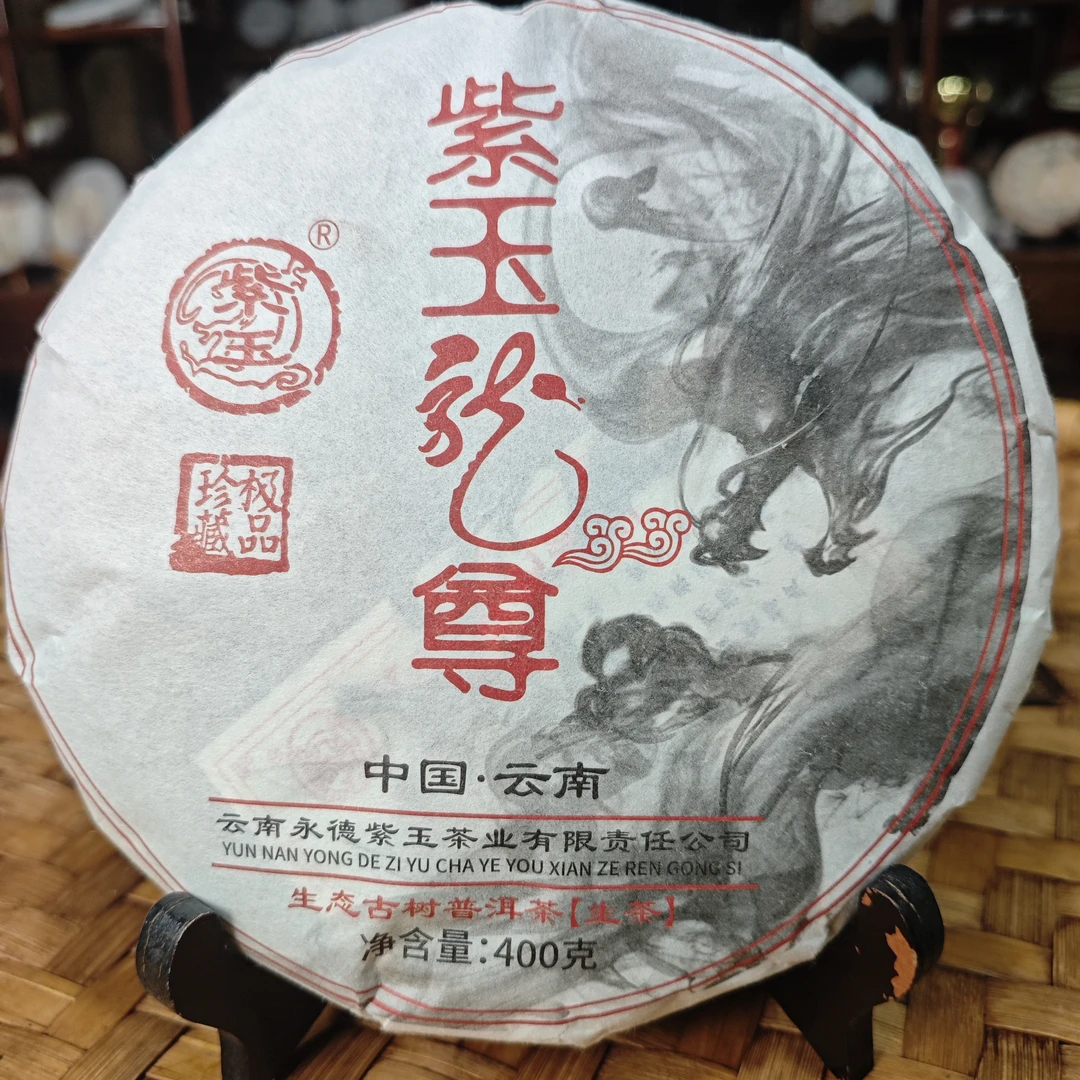 紫玉龙尊
®
紫玉
极品
珍藏
中国·云南
云南永德紫玉茶业有限责任公司
YUN NAN YONG DE ZI YU CHA YE YOU XIAN ZE REN GONG SI
生态古树普洱茶【生茶】
净含量:400克